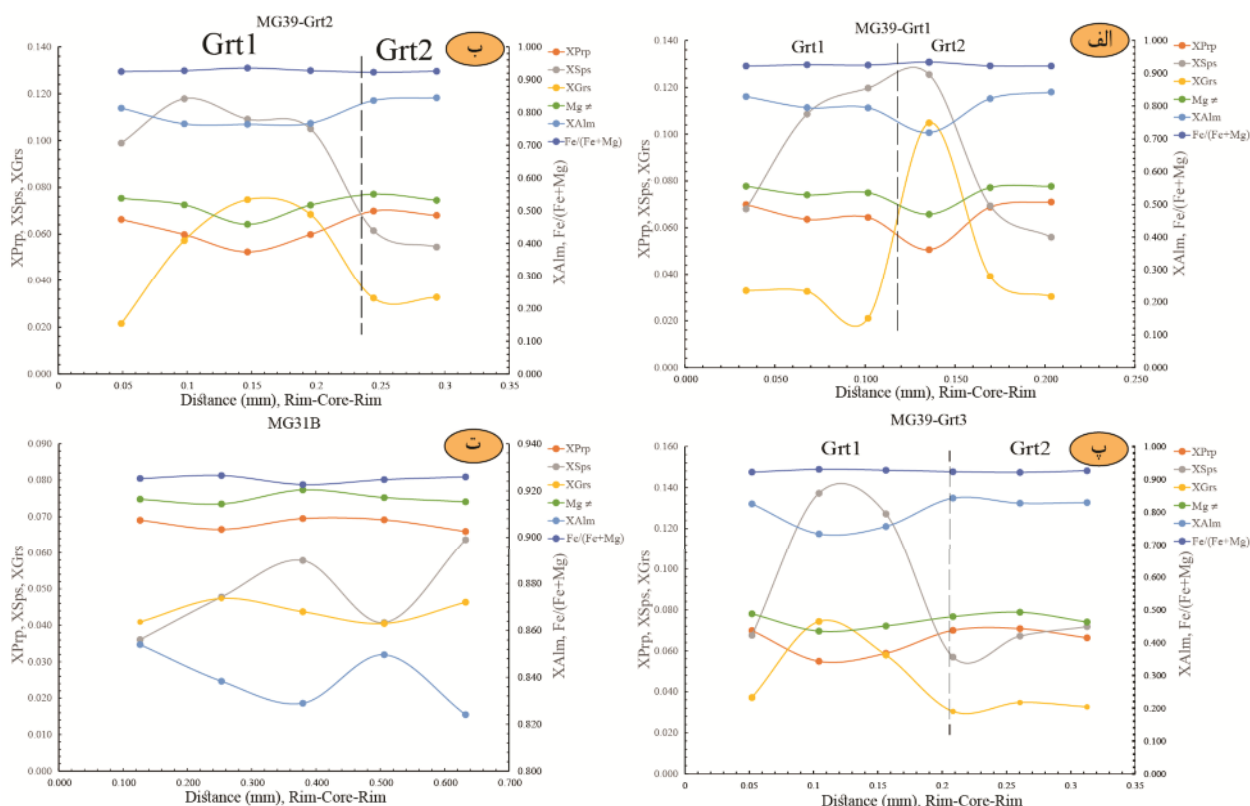 MG39-Grt2
ب
Grt1
Grt2
XPrp, XSps, XGrs
0.140
0.120
0.100
0.080
0.060
0.040
0.020
0.000
1.000
0.900
0.800
0.700
0.600
0.500
0.400
0.300
0.200
0.100
0.000
XAlm, Fe/(Fe+Mg)
0
0.05
0.1
0.15
0.2
0.25
0.3
0.35
Distance (mm), Rim-Core-Rim
XPrp
XSps
XGrs
Mg ≠
XAlm
Fe/(Fe+Mg)
MG39-Grt1
الف
Grt1
Grt2
XPrp, XSps, XGrs
0.140
0.120
0.100
0.080
0.060
0.040
0.020
0.000
1.000
0.900
0.800
0.700
0.600
0.500
0.400
0.300
0.200
0.100
0.000
XAlm, Fe/(Fe+Mg)
0.000
0.050
0.100
0.150
0.200
0.250
Distance (mm), Rim-Core-Rim
XPrp
XSps
XGrs
Mg ≠
XAlm
Fe/(Fe+Mg)
MG31B
ت
XPrp, XSps, XGrs
0.090
0.080
0.070
0.060
0.050
0.040
0.030
0.020
0.010
0.000
0.940
0.920
0.900
0.880
0.860
0.840
0.820
0.800
XAlm, Fe/(Fe+Mg)
0.000
0.100
0.200
0.300
0.400
0.500
0.600
0.700
Distance (mm), Rim-Core-Rim
XPrp
XSps
XGrs
Mg ≠
XAlm
Fe/(Fe+Mg)
MG39-Grt3
پ
Grt1
Grt2
XPrp, XSps, XGrs
0.160
0.140
0.120
0.100
0.080
0.060
0.040
0.020
0.000
1.000
0.900
0.800
0.700
0.600
0.500
0.400
0.300
0.200
0.100
0.000
XAlm, Fe/(Fe+Mg)
0
0.05
0.1
0.15
0.2
0.25
0.3
0.35
Distance (mm), Rim-Core-Rim
XPrp
XSps
XGrs
Mg ≠
XAlm
Fe/(Fe+Mg)